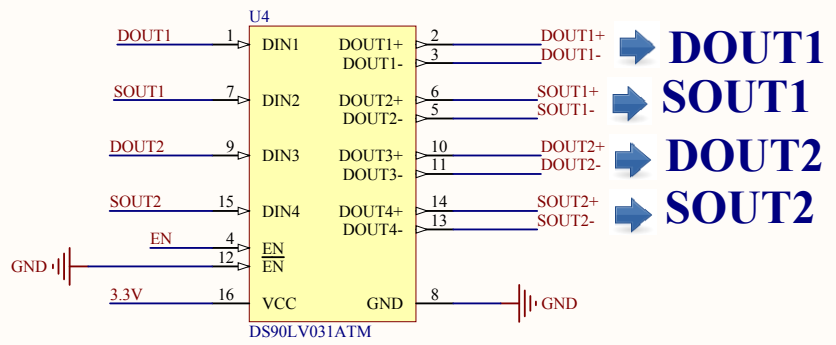 U4
DOUT1 1 DIN1 DOUT1+ 2 DOUT1+
DOUT1- 3 DOUT1- DOUT1
SOUT1 7 DIN2 DOUT2+ 6 SOUT1+
DOUT2- 5 SOUT1- SOUT1
DOUT2 9 DIN3 DOUT3+ 10 DOUT2+
DOUT3- 11 DOUT2- DOUT2
SOUT2 15 DIN4 DOUT4+ 14 SOUT2+ SOUT2
DOUT4- 13 SOUT2-
EN 4 EN
GND 12 EN
3.3V 16 VCC GND 8 GND
DS90LV031ATM